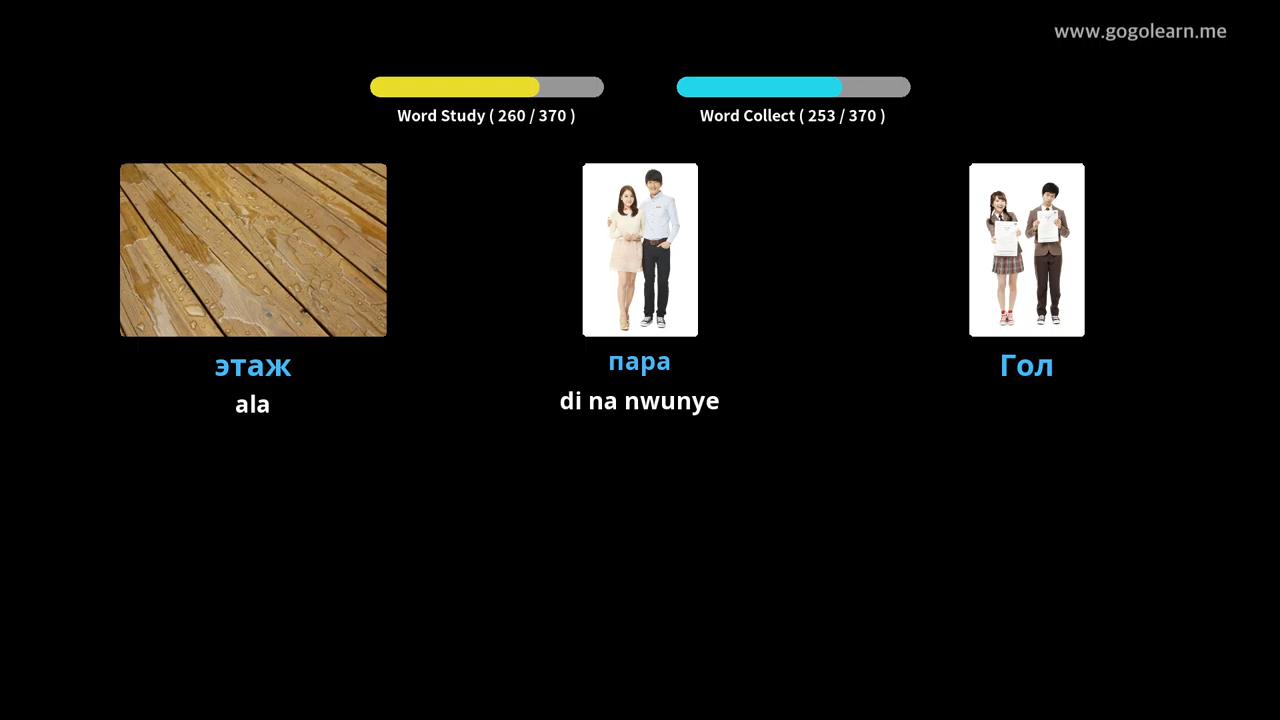 www.gogolearn.me
Word Study ( 260 / 370 )
Word Collect ( 253 / 370 )
этаж
ala
пара
di na nwunye
Гол